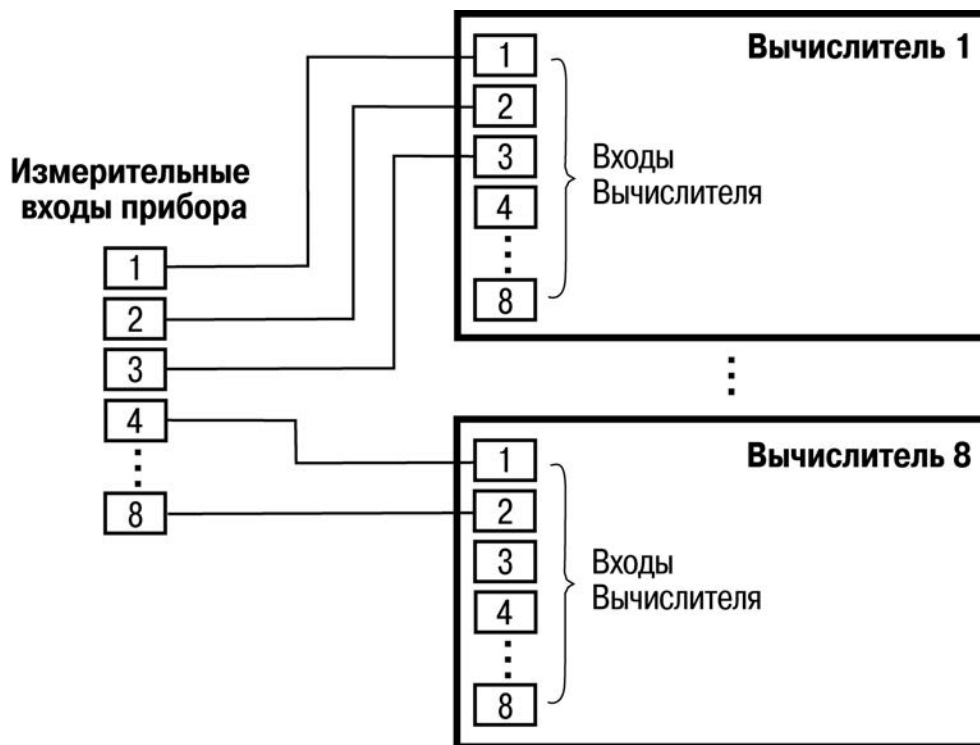 Измерительные
входы прибора
1
2
3
4
8
Вычислитель 1
1
2
3
4
8
Входы
Вычислителя
Вычислитель 8
1
2
3
4
8
Входы
Вычислителя